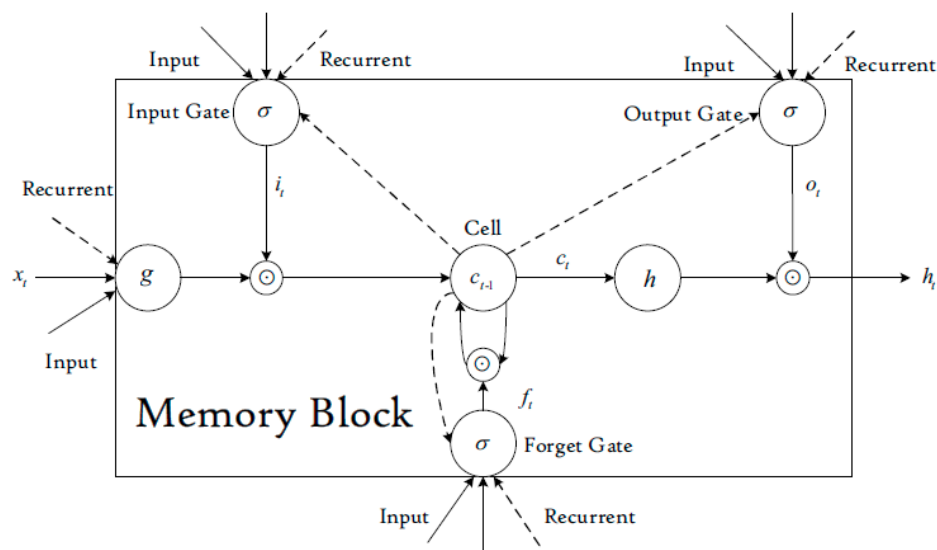 Input
Recurrent
Input
Recurrent
Input Gate
σ
Output Gate
σ
Recurrent
i_t
o_t
Cell
x_t
g
⊙
c_{t-1}
c_t
h
⊙
h_t
Input
⊙
Memory Block
f_t
σ
Forget Gate
Input
Recurrent